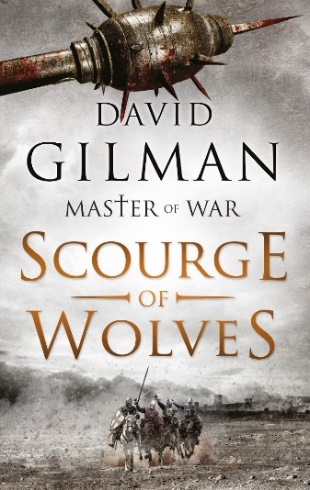 DAVID
GILMAN
MASTER OF WAR
SCOURGE
OF
WOLVES